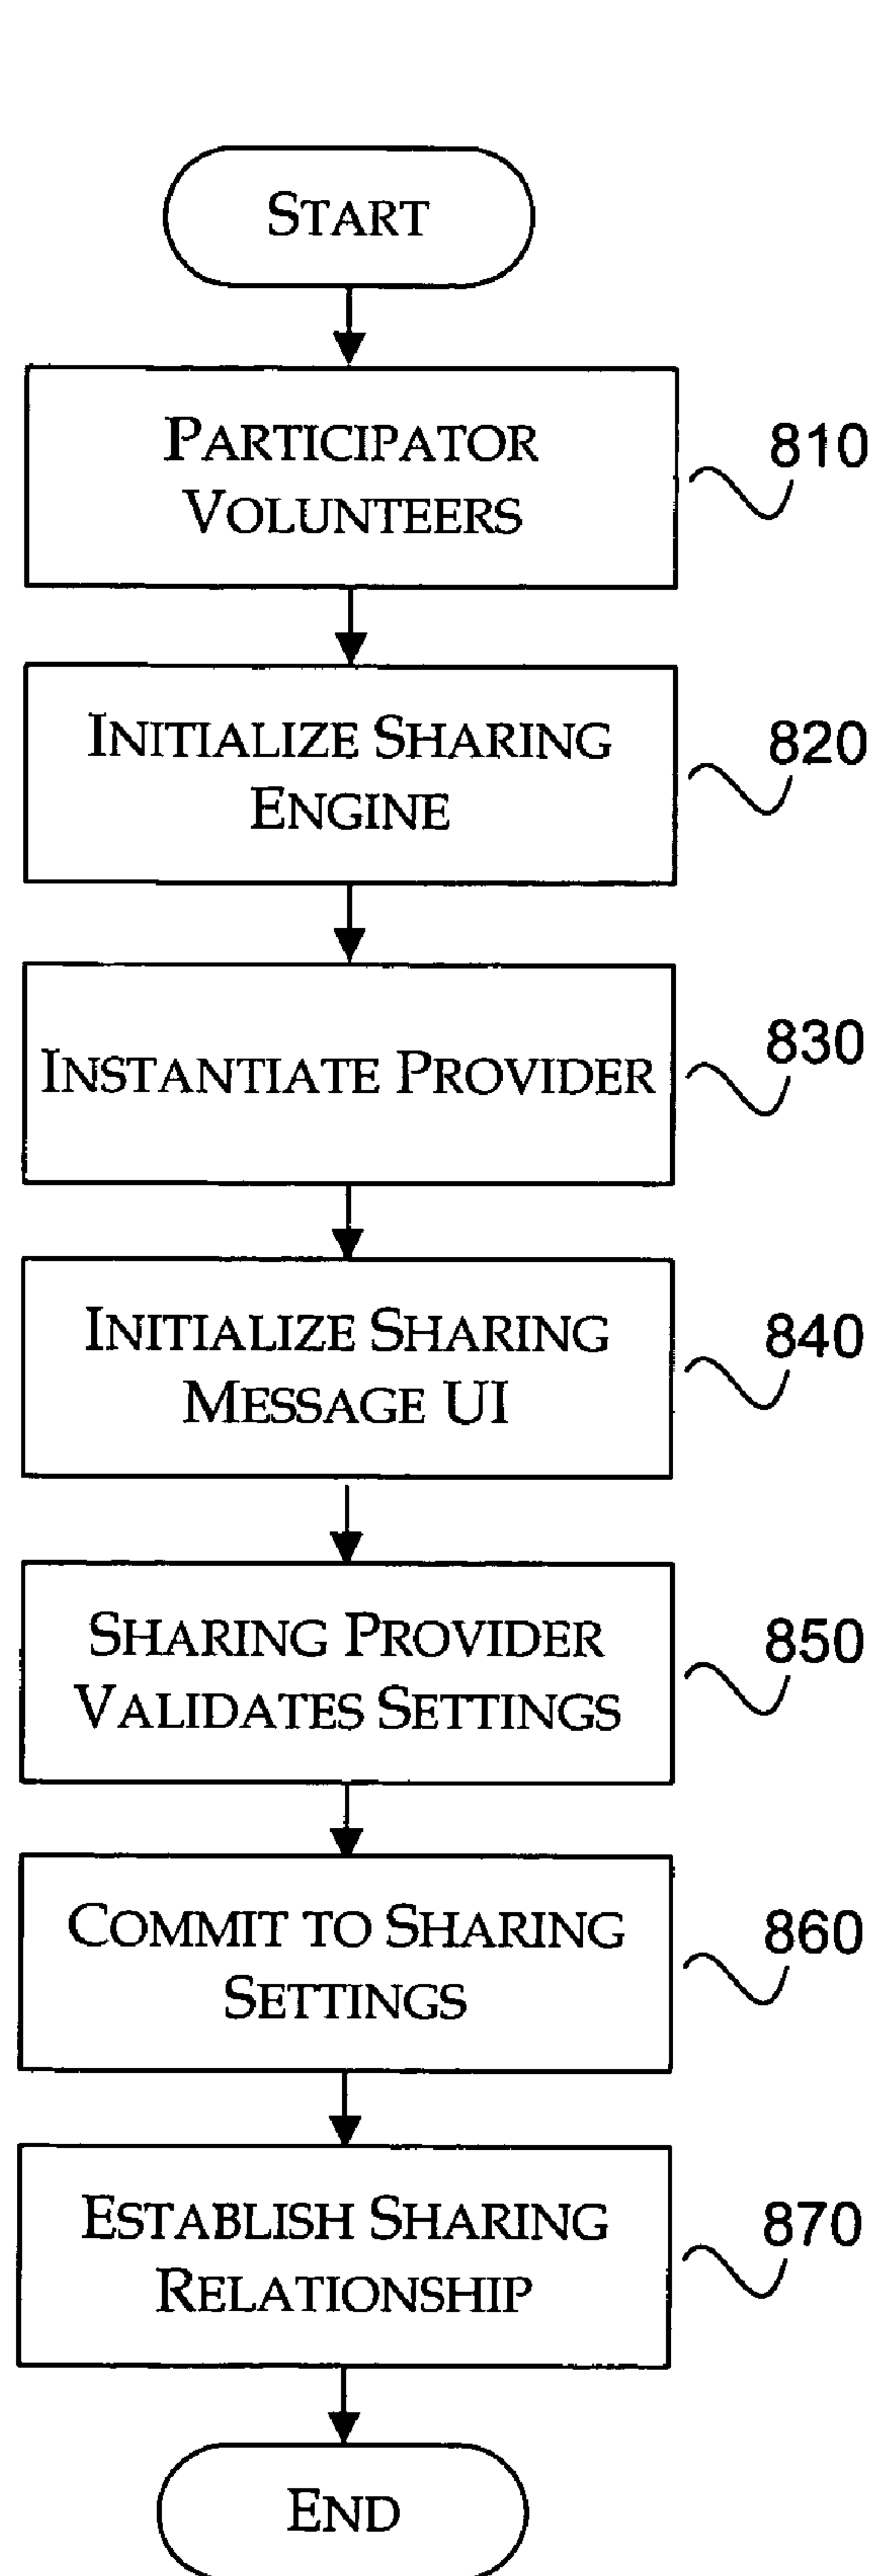 START
PARTICIPATOR
VOLUNTEERS
810
INITIALIZE SHARING
ENGINE
820
INSTANTIATE PROVIDER
830
INITIALIZE SHARING
MESSAGE UI
840
SHARING PROVIDER
VALIDATES SETTINGS
850
COMMIT TO SHARING
SETTINGS
860
ESTABLISH SHARING
RELATIONSHIP
870
END